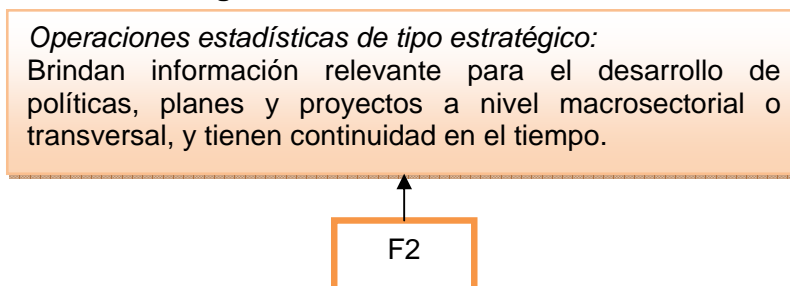 Operaciones estadísticas de tipo estratégico:
Brindan información relevante para el desarrollo de
políticas, planes y proyectos a nivel macrosectorial o
transversal, y tienen continuidad en el tiempo.
F2